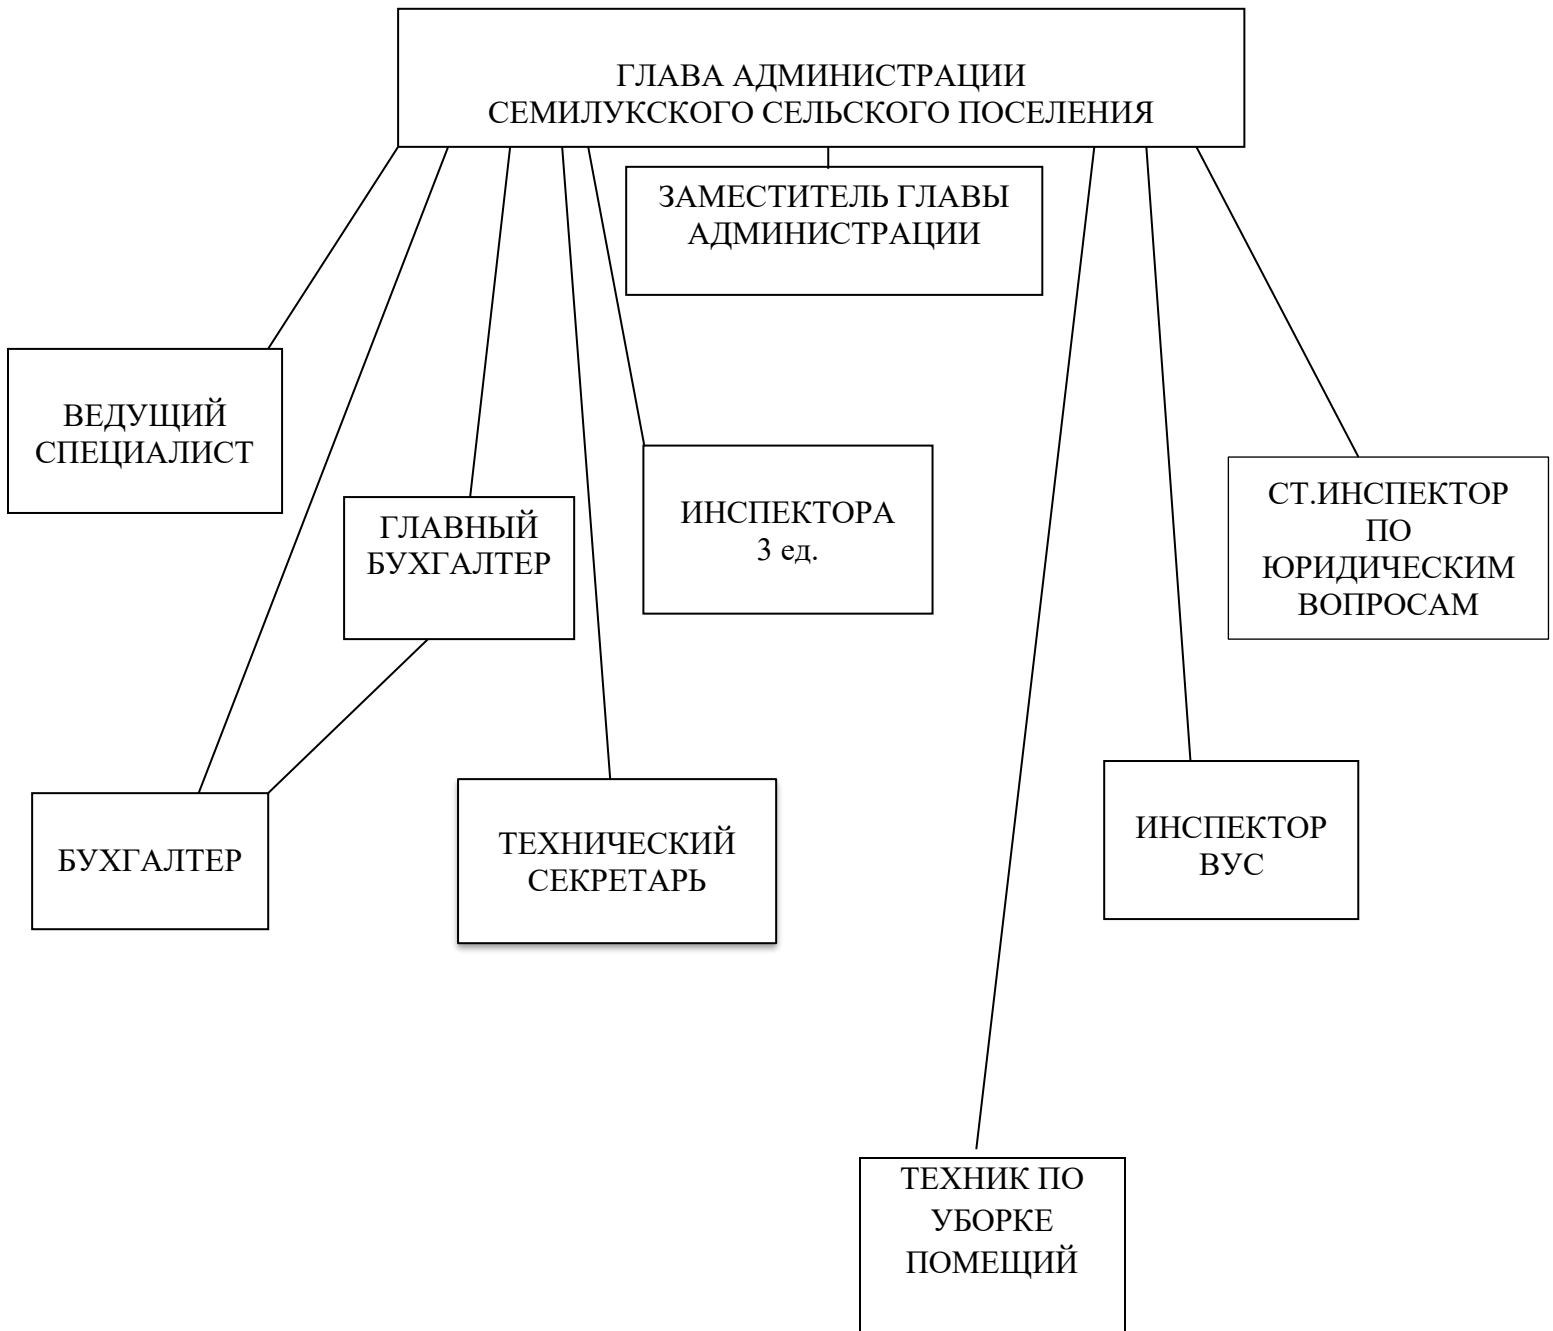 ГЛАВА АДМИНИСТРАЦИИ
СЕМИЛУКСКОГО СЕЛЬСКОГО ПОСЕЛЕНИЯ
ЗАМЕСТИТЕЛЬ ГЛАВЫ
АДМИНИСТРАЦИИ
ВЕДУЩИЙ
СПЕЦИАЛИСТ
ГЛАВНЫЙ
БУХГАЛТЕР
ИНСПЕКТОРА
3 ед.
СТ.ИНСПЕКТОР
ПО
ЮРИДИЧЕСКИМ
ВОПРОСАМ
БУХГАЛТЕР
ТЕХНИЧЕСКИЙ
СЕКРЕТАРЬ
ИНСПЕКТОР
ВУС
ТЕХНИК ПО
УБОРКЕ
ПОМЕЩИЙ